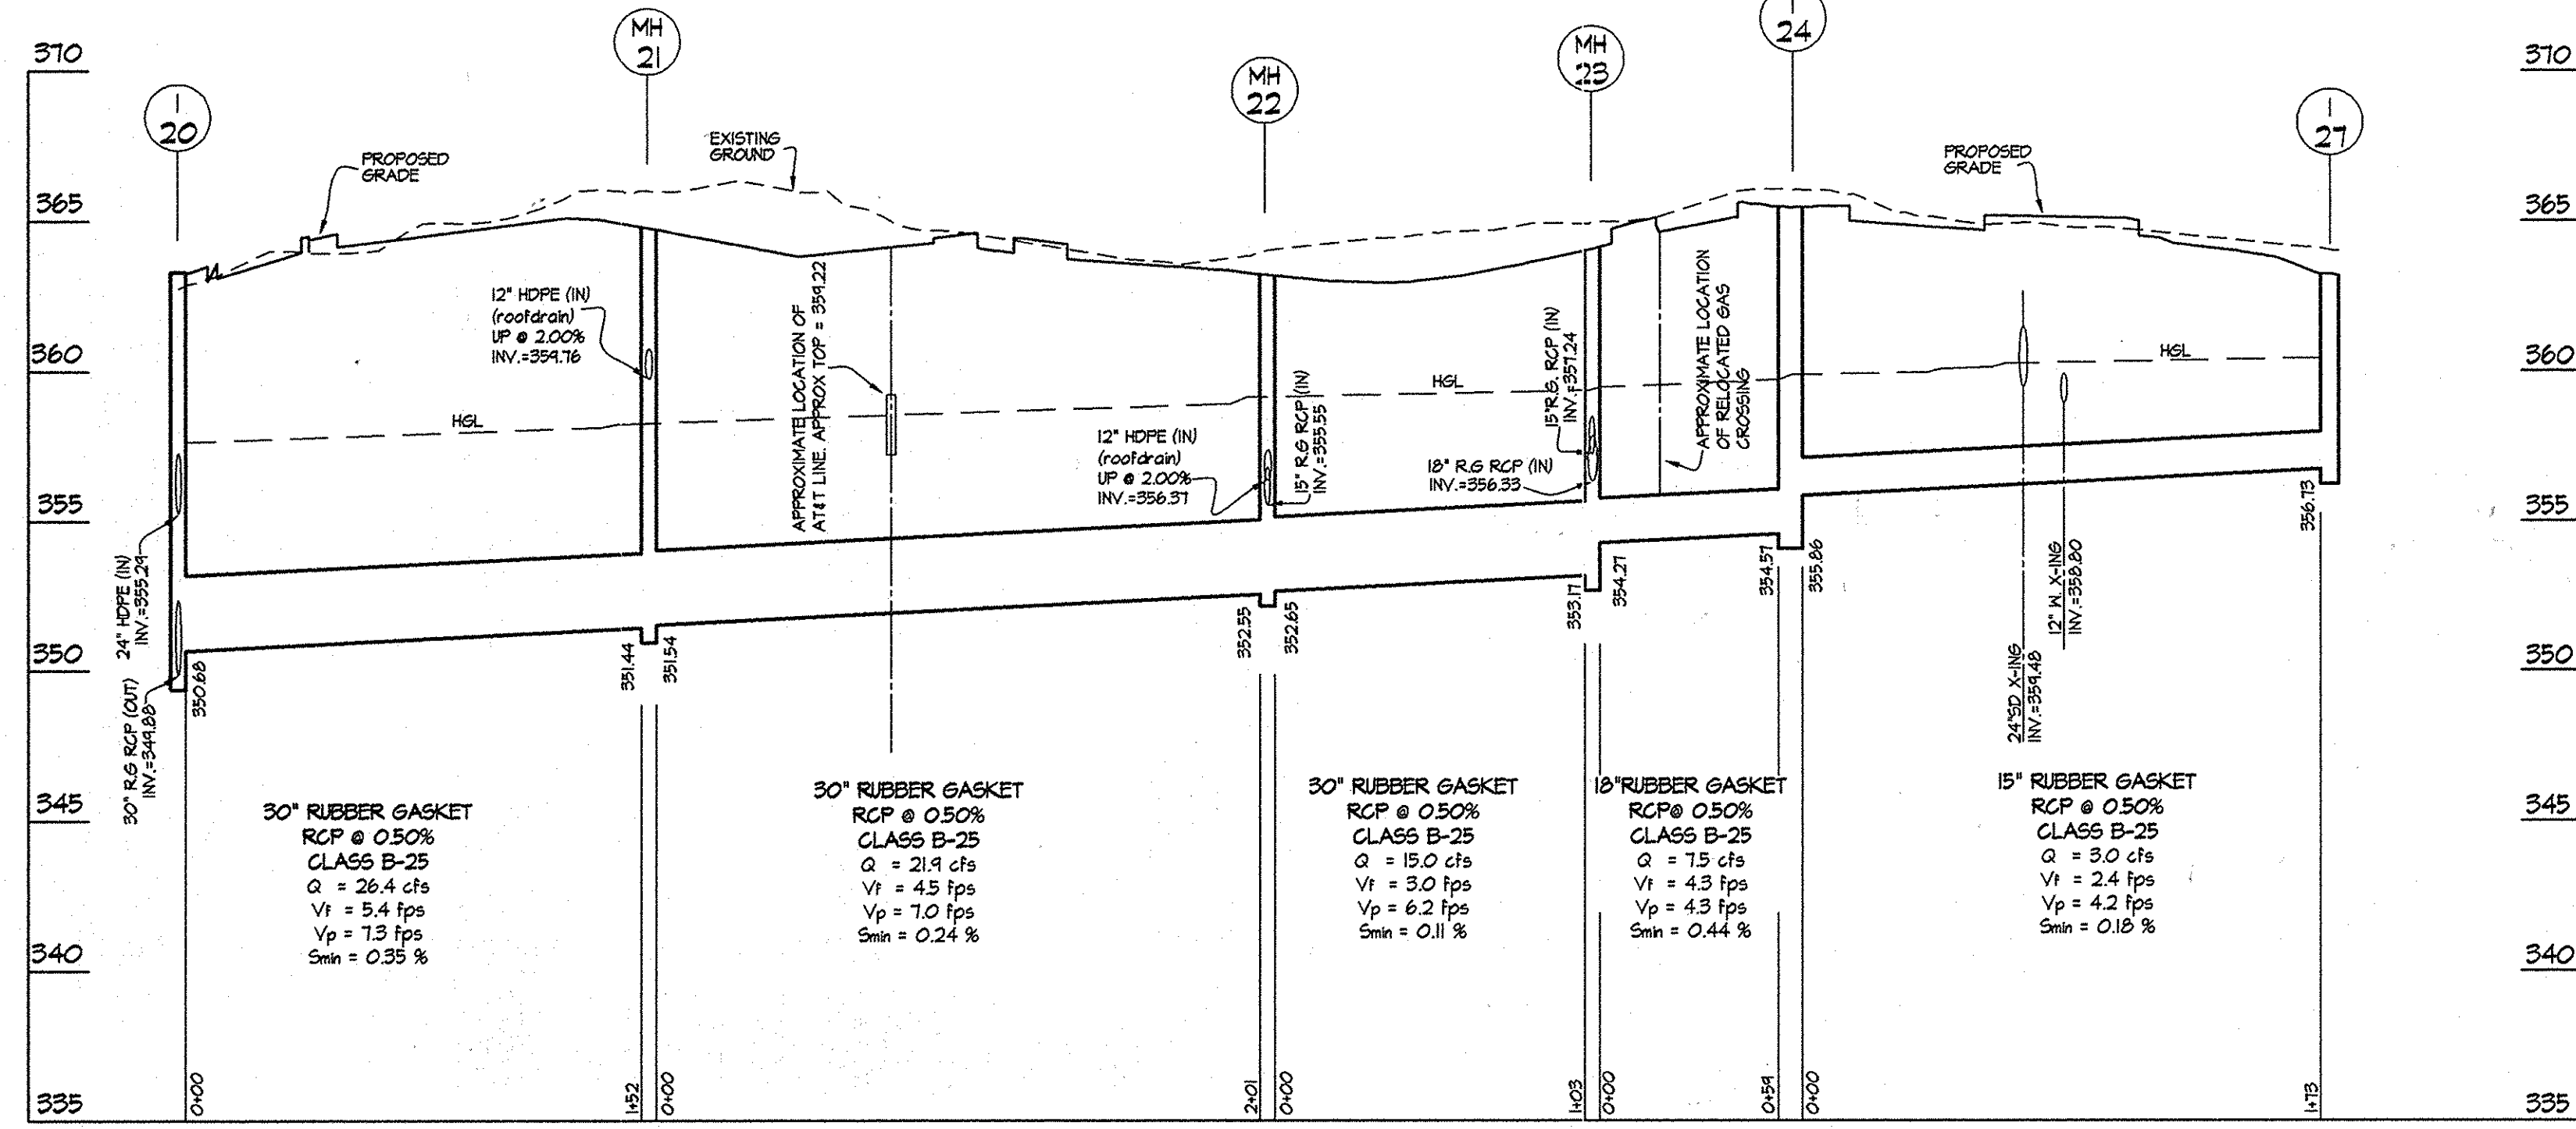 370
365
360
355
350
345
340
335
I
20
MH
21
MH
22
MH
23
I
24
I
27
370
365
360
355
350
345
340
335
PROPOSED
GRADE
EXISTING
GROUND
PROPOSED
GRADE
12" HDPE (IN)
(roofdrain)
UP @ 2.00%
INV.=359.76
APPROXIMATE LOCATION OF
AT&T LINE. APPROX TOP = 359.22
12" HDPE (IN)
(roofdrain)
UP @ 2.00%
INV.=356.37
15" R.G RCP (IN)
INV.=355.55
15"R.G. RCP (IN)
INV.=357.24
18" R.G RCP (IN)
INV.=356.33
APPROXIMATE LOCATION
OF RELOCATED GAS
CROSSING
HGL
HGL
HGL
24" HDPE (IN)
INV.=355.29
30" R.G RCP (OUT)
INV.=349.88
350.68
351.44
351.54
352.55
352.65
353.17
354.27
354.57
355.86
356.73
24"SD X-ING
INV.=359.48
12" W. X-ING
INV.=358.80
30" RUBBER GASKET
RCP @ 0.50%
CLASS B-25
Q = 26.4 cfs
Vf = 5.4 fps
Vp = 7.3 fps
Smin = 0.35 %
30" RUBBER GASKET
RCP @ 0.50%
CLASS B-25
Q = 21.9 cfs
Vf = 4.5 fps
Vp = 7.0 fps
Smin = 0.24 %
30" RUBBER GASKET
RCP @ 0.50%
CLASS B-25
Q = 15.0 cfs
Vf = 3.0 fps
Vp = 6.2 fps
Smin = 0.11 %
18"RUBBER GASKET
RCP@ 0.50%
CLASS B-25
Q = 7.5 cfs
Vf = 4.3 fps
Vp = 4.3 fps
Smin = 0.44 %
15" RUBBER GASKET
RCP @ 0.50%
CLASS B-25
Q = 3.0 cfs
Vf = 2.4 fps
Vp = 4.2 fps
Smin = 0.18 %
0+00
1+52
0+00
2+01
0+00
1+03
0+00
0+59
0+00
1+73